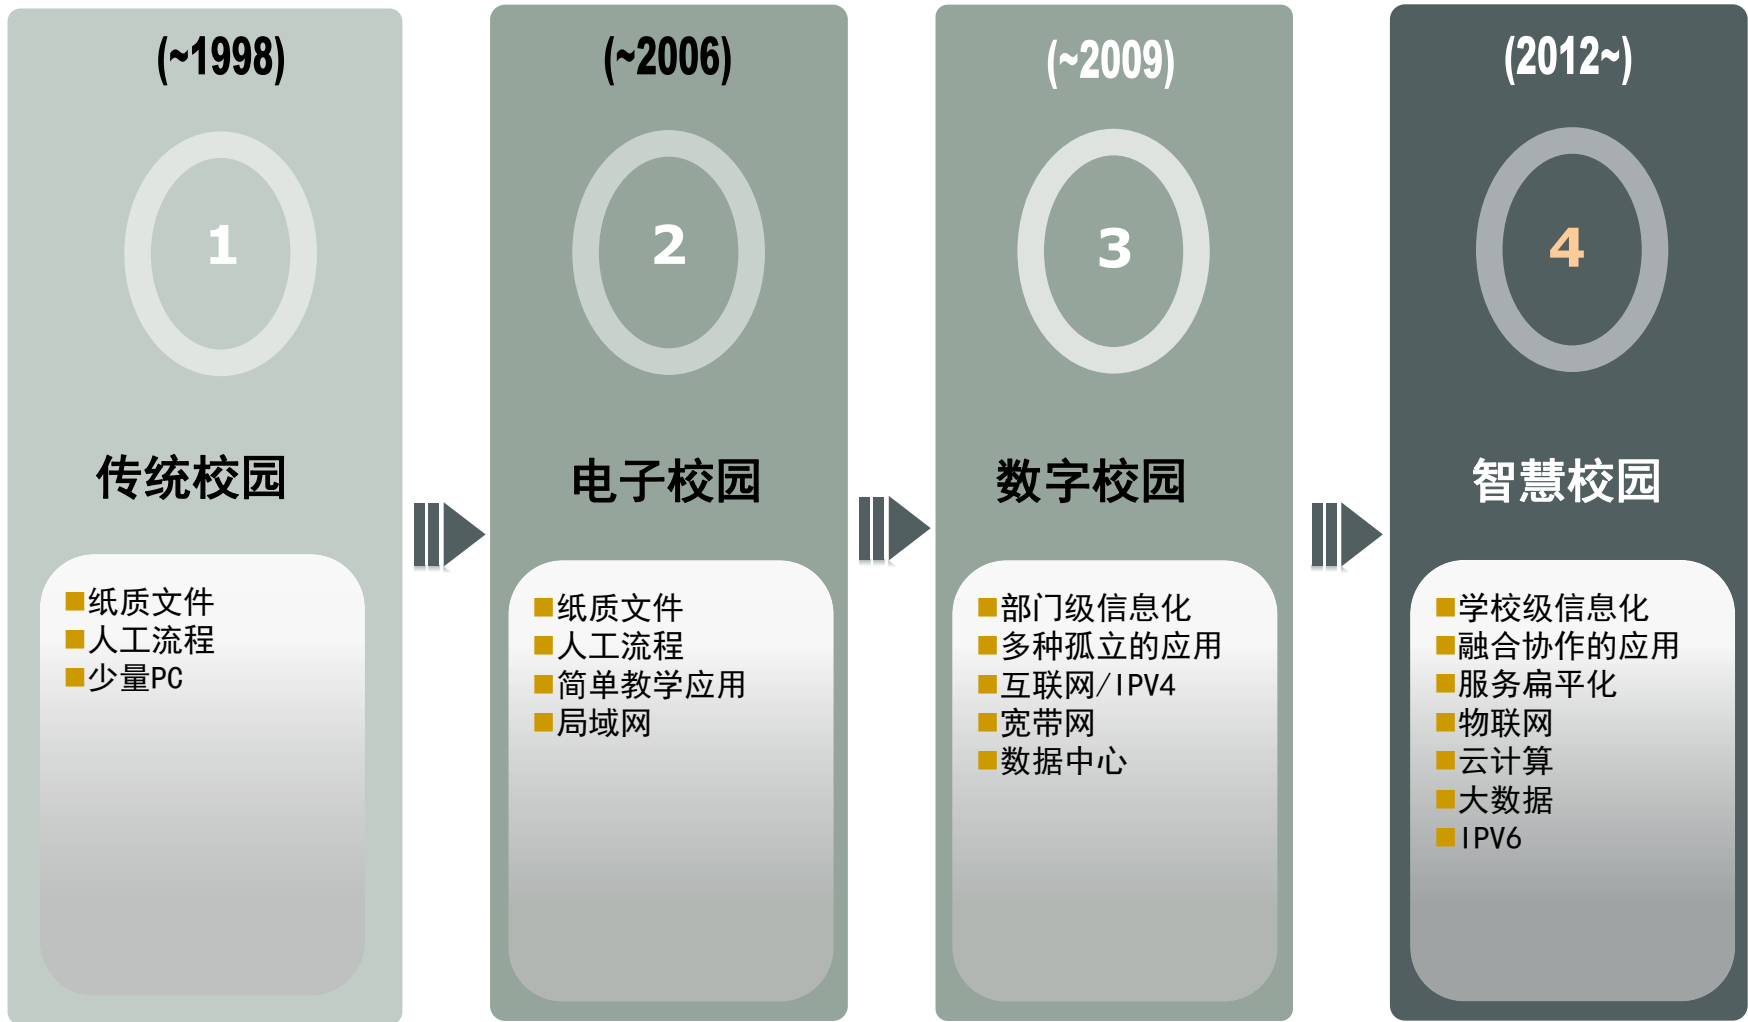 (~1998)
1
传统校园
■纸质文件
■人工流程
■少量PC
(~2006)
2
电子校园
■纸质文件
■人工流程
■简单教学应用
■局域网
(~2009)
3
数字校园
■部门级信息化
■多种孤立的应用
■互联网/IPV4
■宽带网
■数据中心
(2012~)
4
智慧校园
■学校级信息化
■融合协作的应用
■服务扁平化
■物联网
■云计算
■大数据
■IPV6